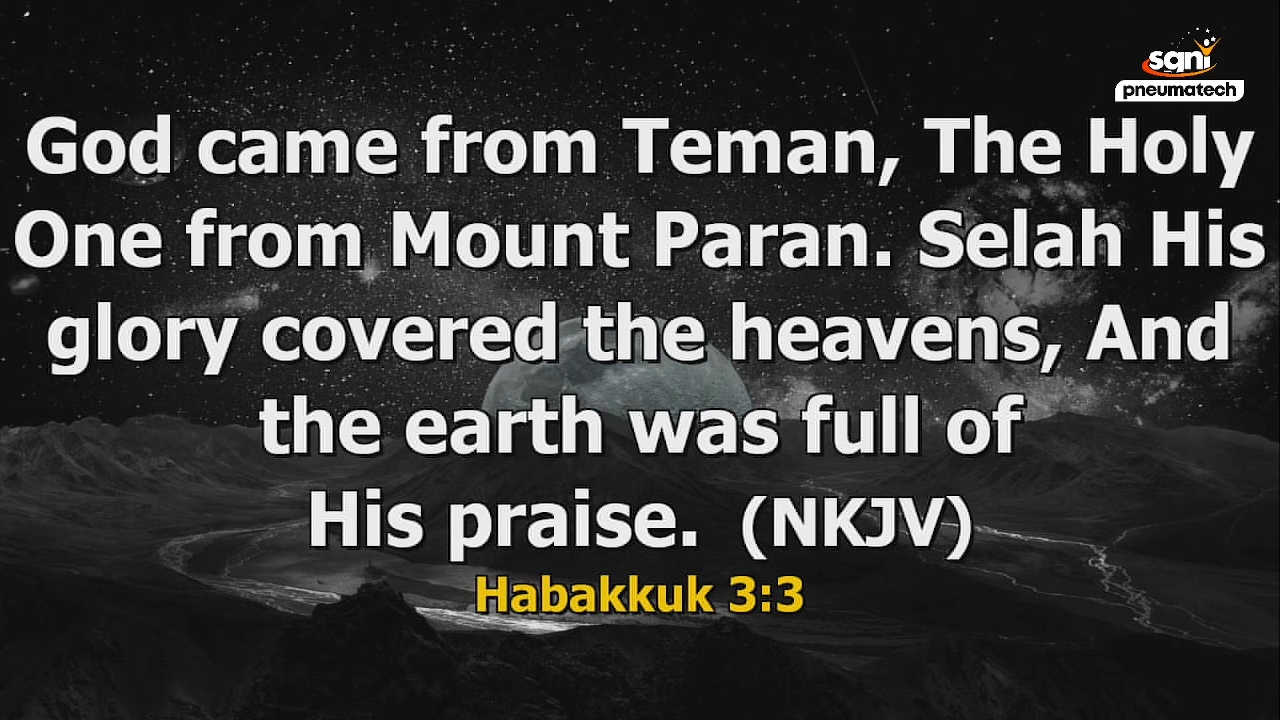 sgni
pneumatech
God came from Teman, The Holy
One from Mount Paran. Selah His
glory covered the heavens, And
the earth was full of
His praise. (NKJV)
Habakkuk 3:3